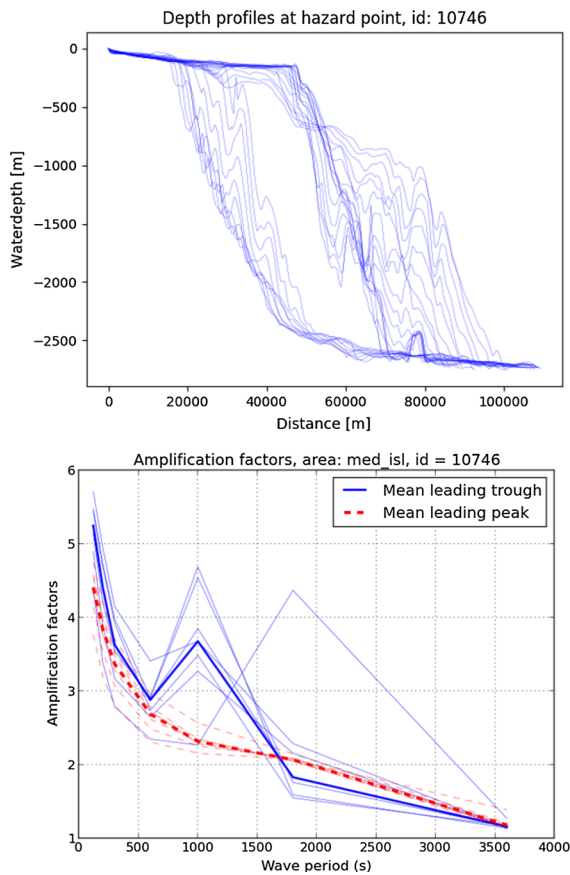 Depth profiles at hazard point, id: 10746
0
−500
−1000
−1500
−2000
−2500
Waterdepth [m]
0 20000 40000 60000 80000 100000
Distance [m]
Amplification factors, area: med_isl, id = 10746
Mean leading trough
Mean leading peak
6
5
4
3
2
1
Amplification factors
0 500 1000 1500 2000 2500 3000 3500 4000
Wave period (s)